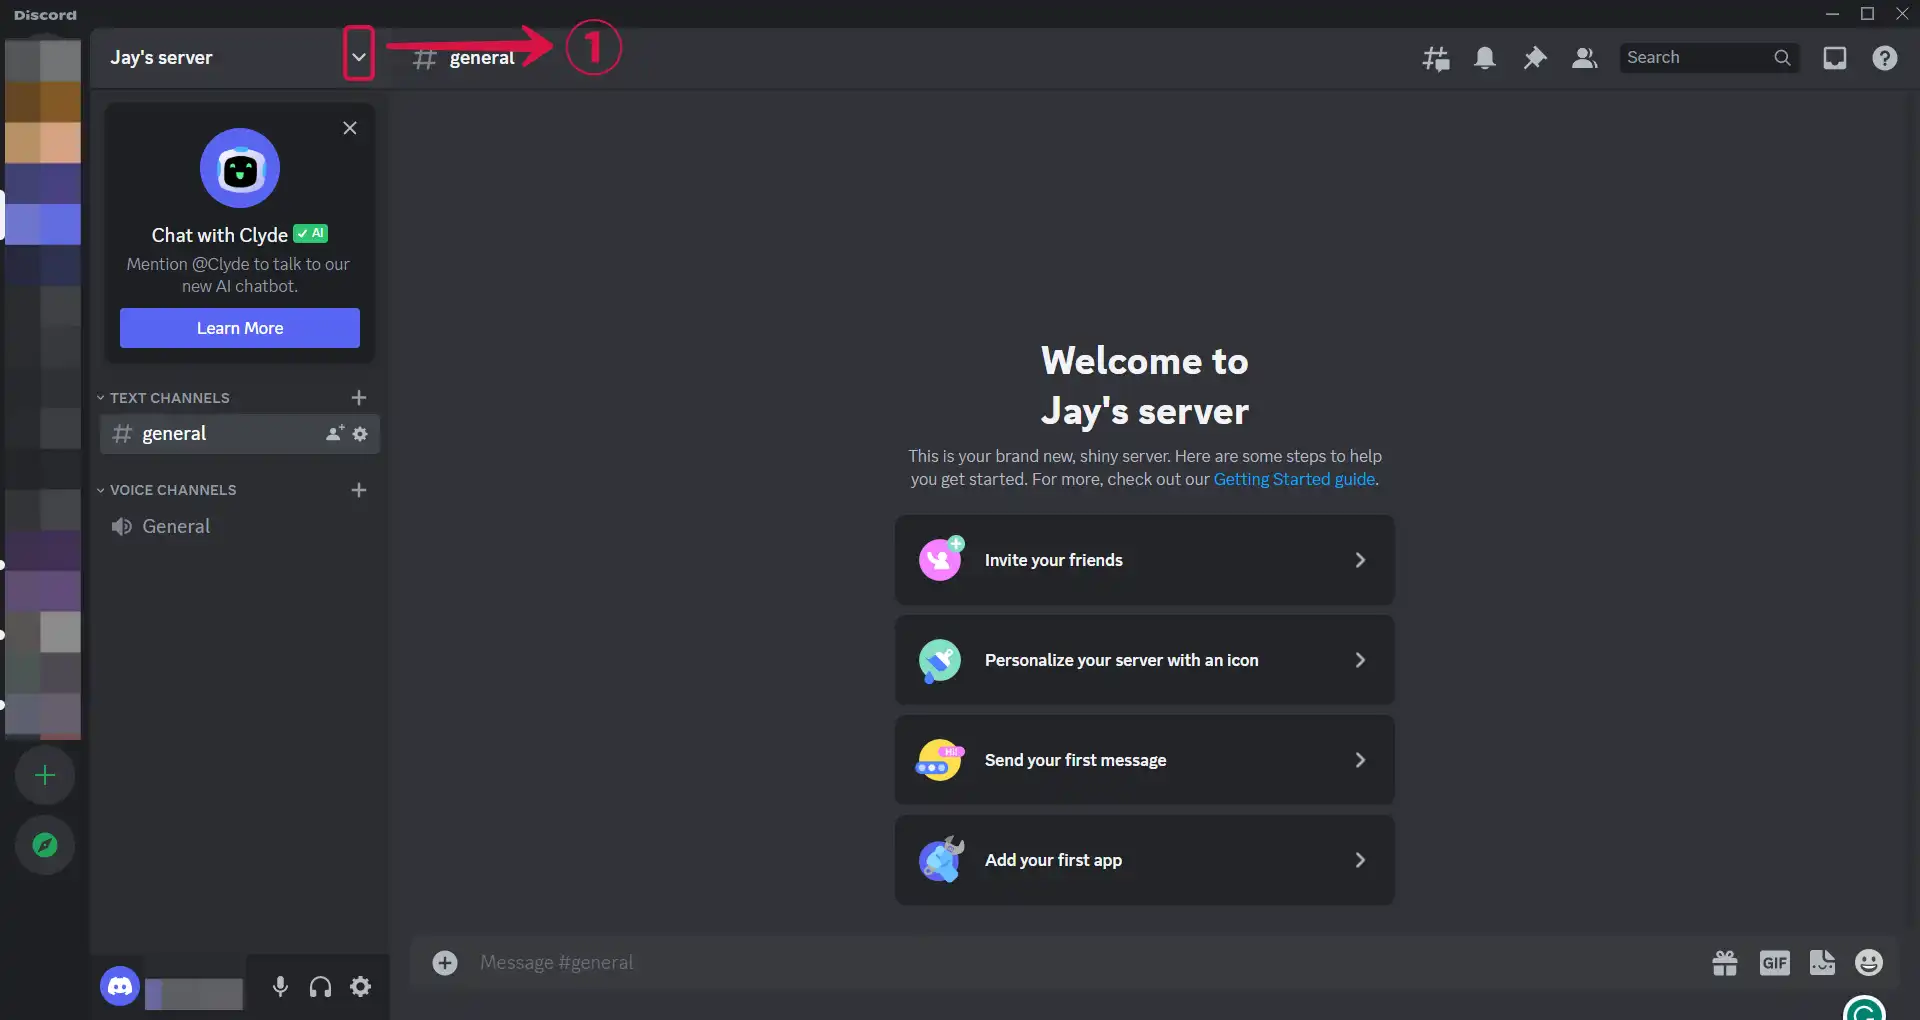 Discord
Jay's server
general
1
Search
Chat with Clyde
AI
Mention @Clyde to talk to our
new AI chatbot.
Learn More
TEXT CHANNELS
general
VOICE CHANNELS
General
Welcome to
Jay's server
This is your brand new, shiny server. Here are some steps to help
you get started. For more, check out our Getting Started guide.
Invite your friends
Personalize your server with an icon
Hi!
Send your first message
Add your first app
Message #general
GIF